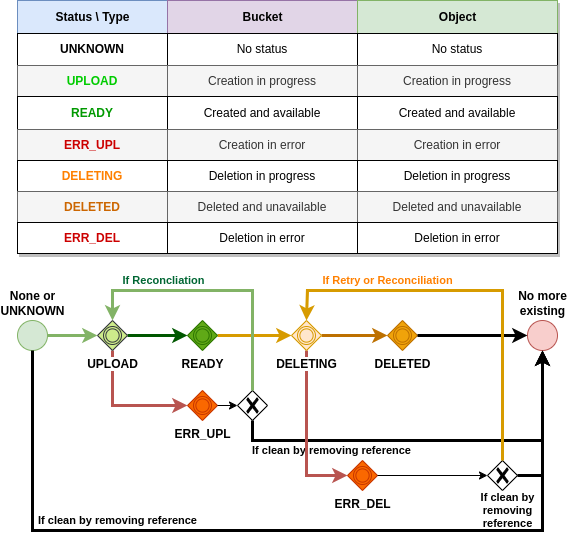 Status \ Type Bucket Object
UNKNOWN No status No status
UPLOAD Creation in progress Creation in progress
READY Created and available Created and available
ERR_UPL Creation in error Creation in error
DELETING Deletion in progress Deletion in progress
DELETED Deleted and unavailable Deleted and unavailable
ERR_DEL Deletion in error Deletion in error
If Reconcliation If Retry or Reconciliation
None or
UNKNOWN
No more
existing
UPLOAD READY DELETING DELETED
ERR_UPL
If clean by removing reference
ERR_DEL
If clean by
removing
reference
If clean by removing reference